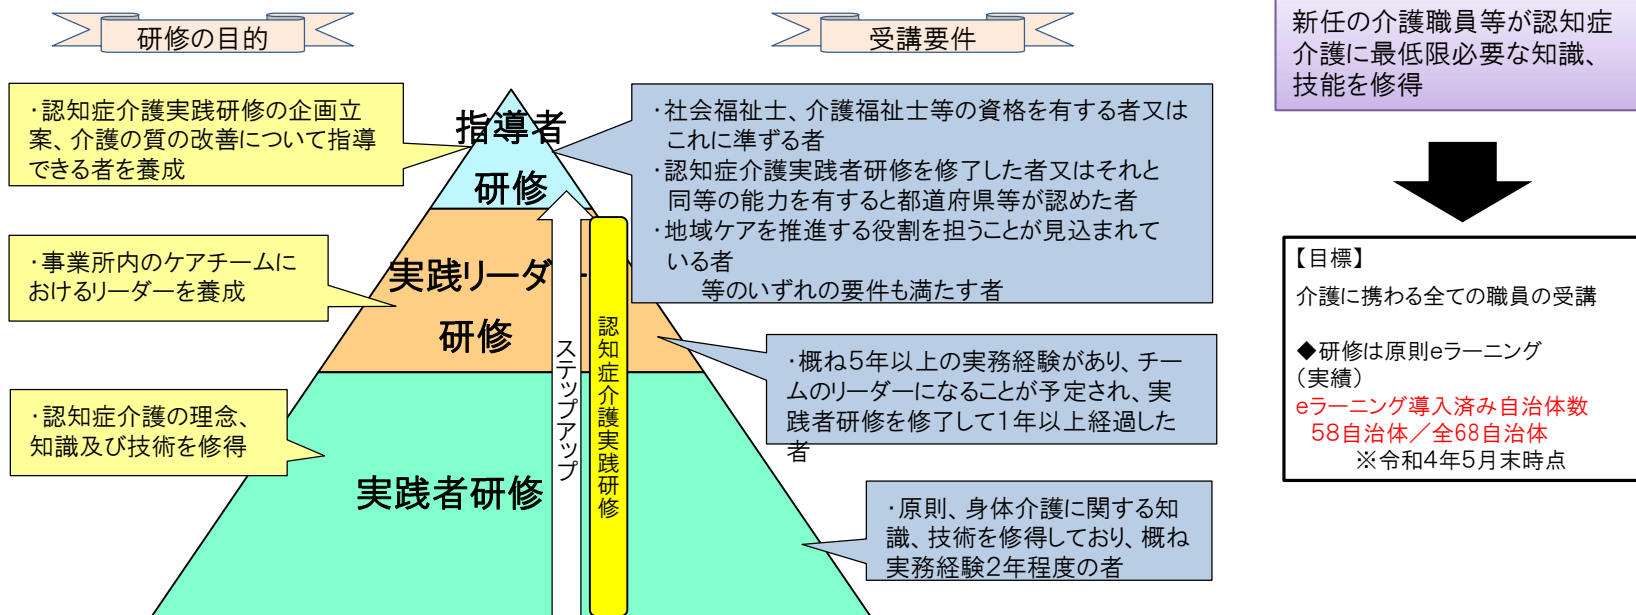 研修の目的
・認知症介護実践研修の企画立
案、介護の質の改善について指導
できる者を養成
・事業所内のケアチームに
おけるリーダーを養成
・認知症介護の理念、
知識及び技術を修得
指導者
研修
実践リーダー
研修
実践者研修
ステップアップ
認知症介護実践研修
受講要件
・社会福祉士、介護福祉士等の資格を有する者又は
これに準ずる者
・認知症介護実践者研修を修了した者又はそれと
同等の能力を有すると都道府県等が認めた者
・地域ケアを推進する役割を担うことが見込まれて
いる者
等のいずれの要件も満たす者
・概ね5年以上の実務経験があり、チー
ムのリーダーになることが予定され、実
践者研修を修了して1年以上経過した
者
・原則、身体介護に関する知
識、技術を修得しており、概ね
実務経験2年程度の者
新任の介護職員等が認知症
介護に最低限必要な知識、
技能を修得
【目標】
介護に携わる全ての職員の受講
◆研修は原則eラーニング
（実績）
eラーニング導入済み自治体数
58自治体／全68自治体
※令和4年5月末時点